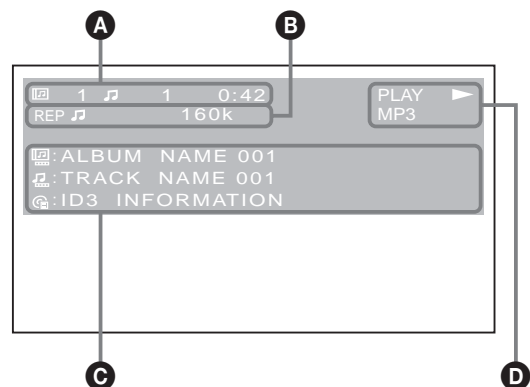 A
B
1 1 0:42
PLAY
REP 160k
MP3
:ALBUM NAME 001
:TRACK NAME 001
:ID3 INFORMATION
C
D